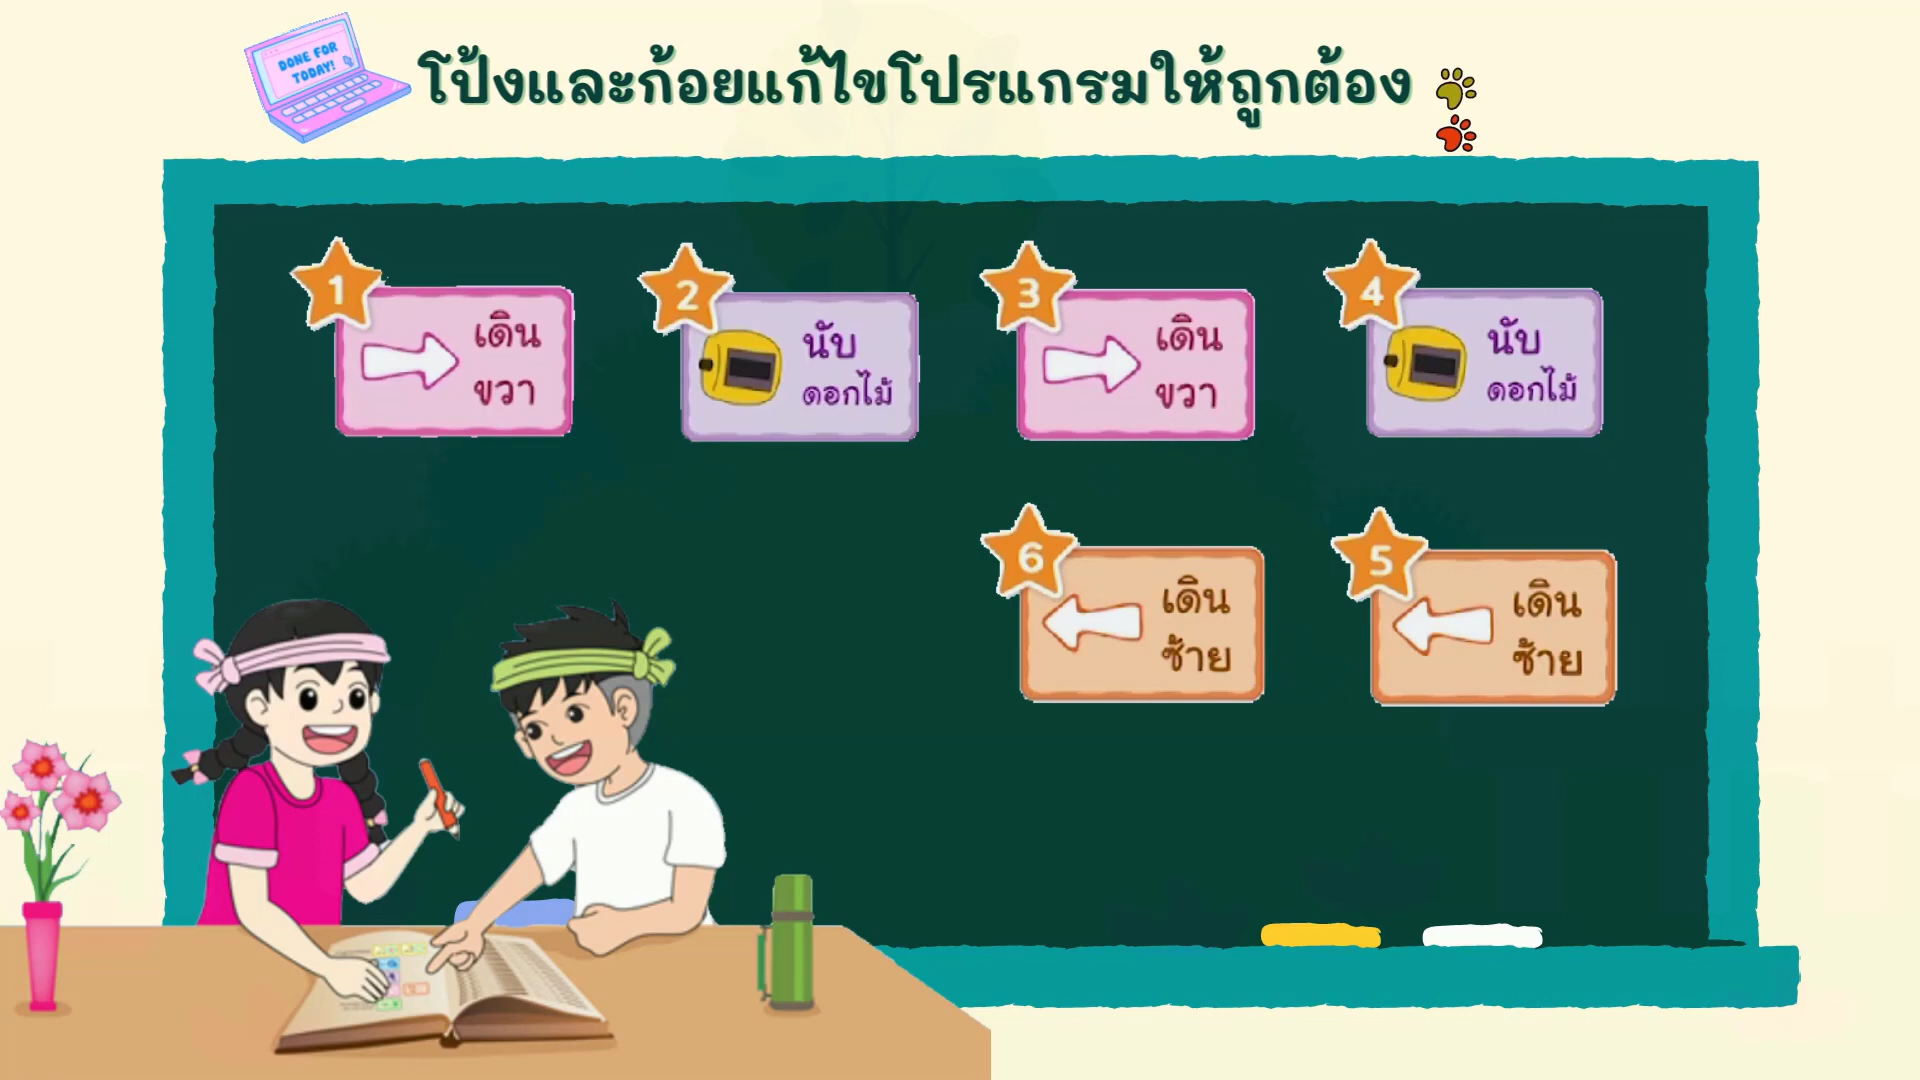 DONE FOR
TODAY!
โป้งและก้อยแก้ไขโปรแกรมให้ถูกต้อง
1
เดิน
ขวา
2
นับ
ดอกไม้
3
เดิน
ขวา
4
นับ
ดอกไม้
6
เดิน
ซ้าย
5
เดิน
ซ้าย